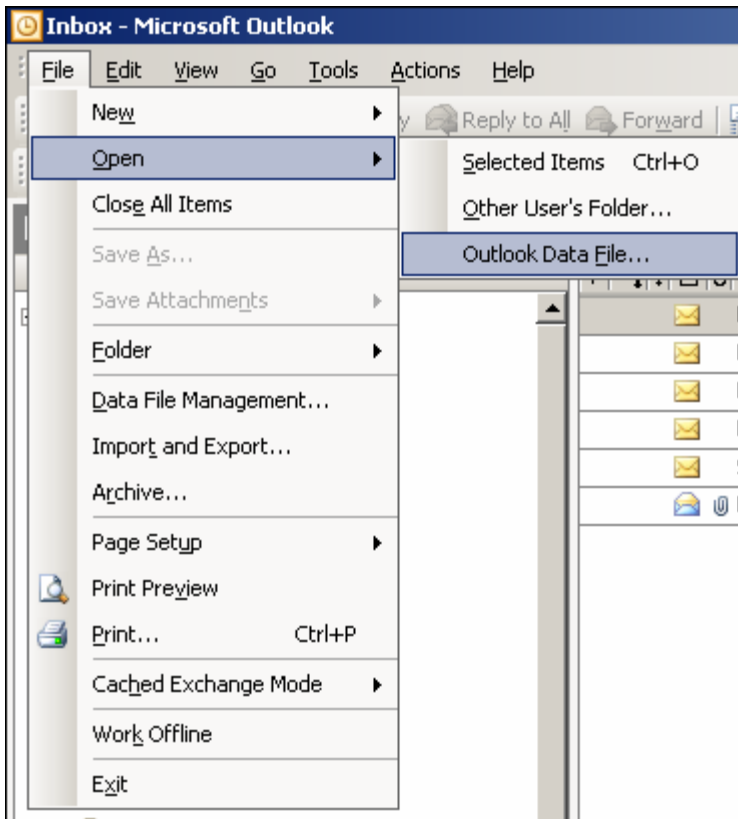 Inbox - Microsoft Outlook
File Edit View Go Tools Actions Help
Reply to All Forward
New
Open
Selected Items Ctrl+O
Close All Items
Other User's Folder...
Save As...
Outlook Data File...
Save Attachments
Folder
Data File Management...
Import and Export...
Archive...
Page Setup
Print Preview
Print... Ctrl+P
Cached Exchange Mode
Work Offline
Exit